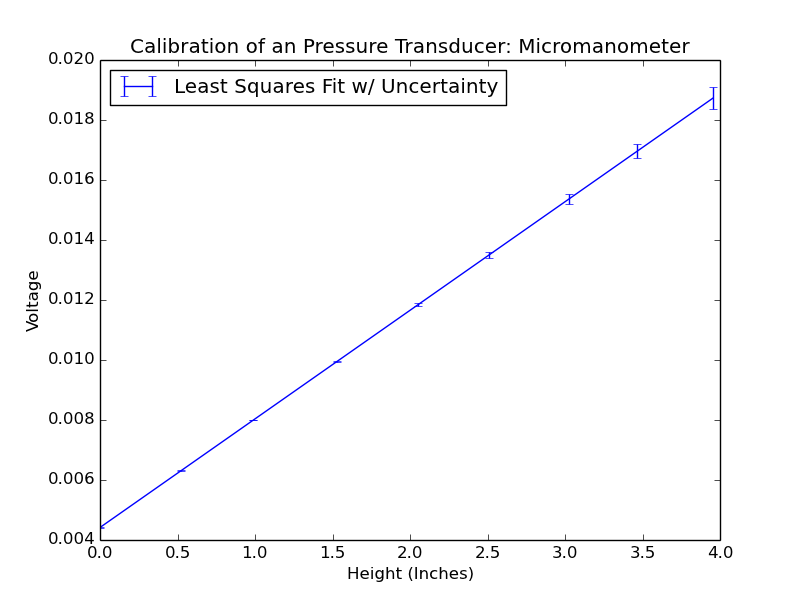 Calibration of an Pressure Transducer: Micromanometer
Least Squares Fit w/ Uncertainty
0.020
0.018
0.016
0.014
0.012
0.010
0.008
0.006
0.004
Voltage
0.0 0.5 1.0 1.5 2.0 2.5 3.0 3.5 4.0
Height (Inches)